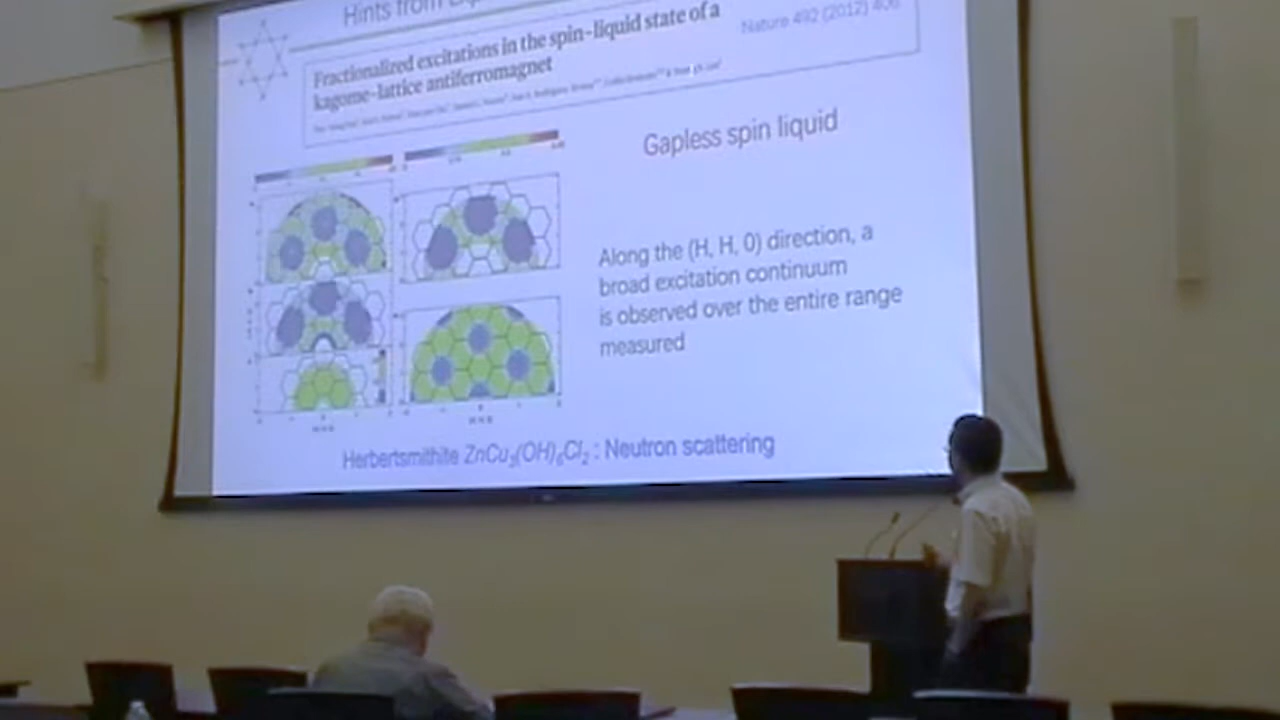 Hints from
Fractionalized excitations in the spin-liquid state of a
kagome-lattice antiferromagnet
Nature 492 (2012) 406
Gapless spin liquid
Along the (H, H, 0) direction, a
broad excitation continuum
is observed over the entire range
measured
Herbertsmithite ZnCu₃(OH)₆Cl₂ : Neutron scattering